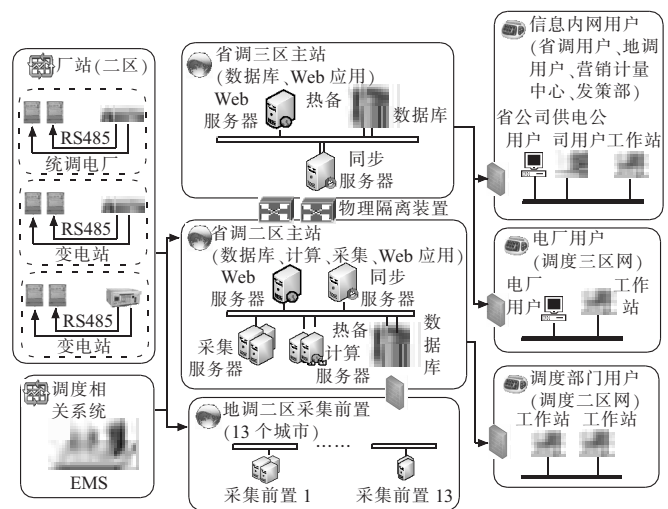 厂站(二区)
RS485
统调电厂
RS485
变电站
RS485
变电站
调度相
关系统
EMS
省调三区主站
(数据库、Web 应用)
Web
服务器
热备
数据库
同步
服务器
物理隔离装置
省调二区主站
(数据库、计算、采集、Web 应用)
Web
服务器
同步
服务器
采集
服务器
热备
计算
服务器
数
据
库
地调二区采集前置
(13 个城市)
……
采集前置 1
采集前置 13
信息内网用户
(省调用户、地调
用户、营销计量
中心、发策部)
省公司供电公
用户 司用户工作站
电厂用户
(调度三区网)
电厂
用户
工作
站
调度部门用户
(调度二区网)
工作站 工作站